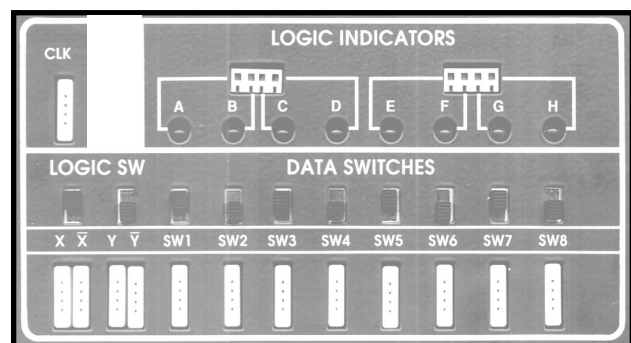 LOGIC INDICATORS
CLK
A B C D E F G H
LOGIC SW DATA SWITCHES
X X̅ Y Y̅ SW1 SW2 SW3 SW4 SW5 SW6 SW7 SW8